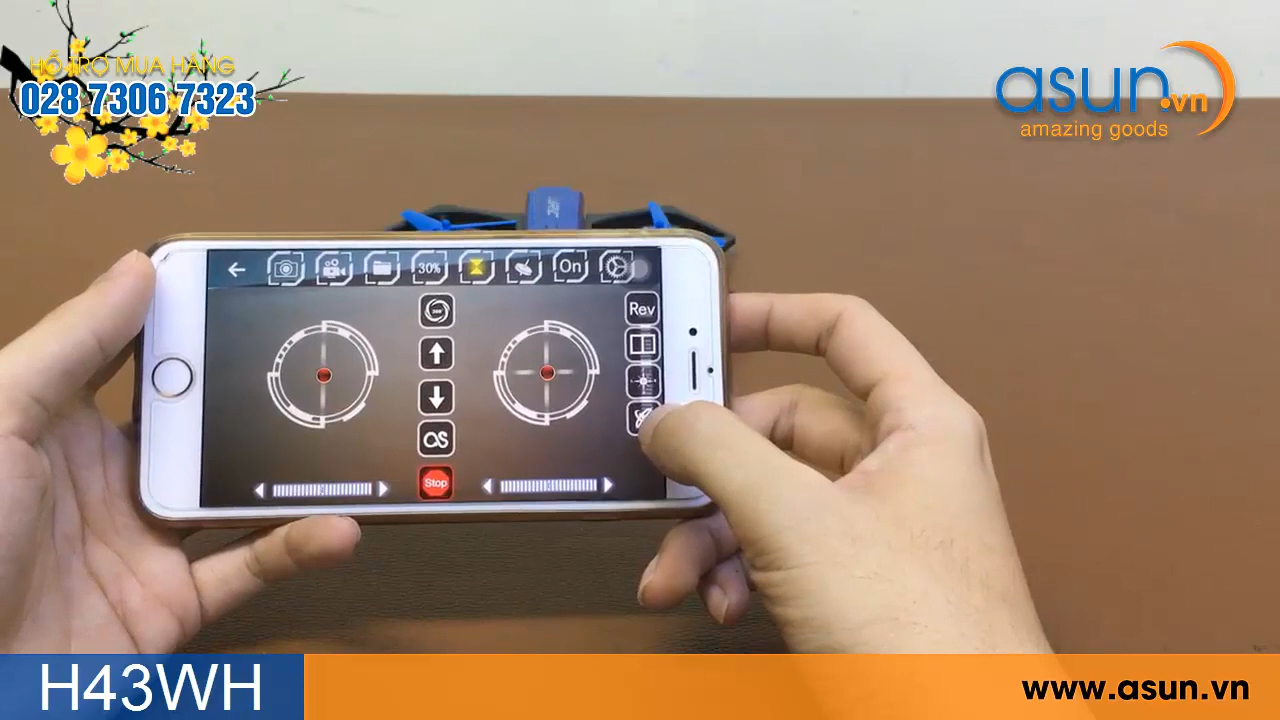 HỖ TRỢ MUA HÀNG
028 7306 7323
asun.vn
amazing goods
30%
On
Rev
Stop
H43WH
www.asun.vn